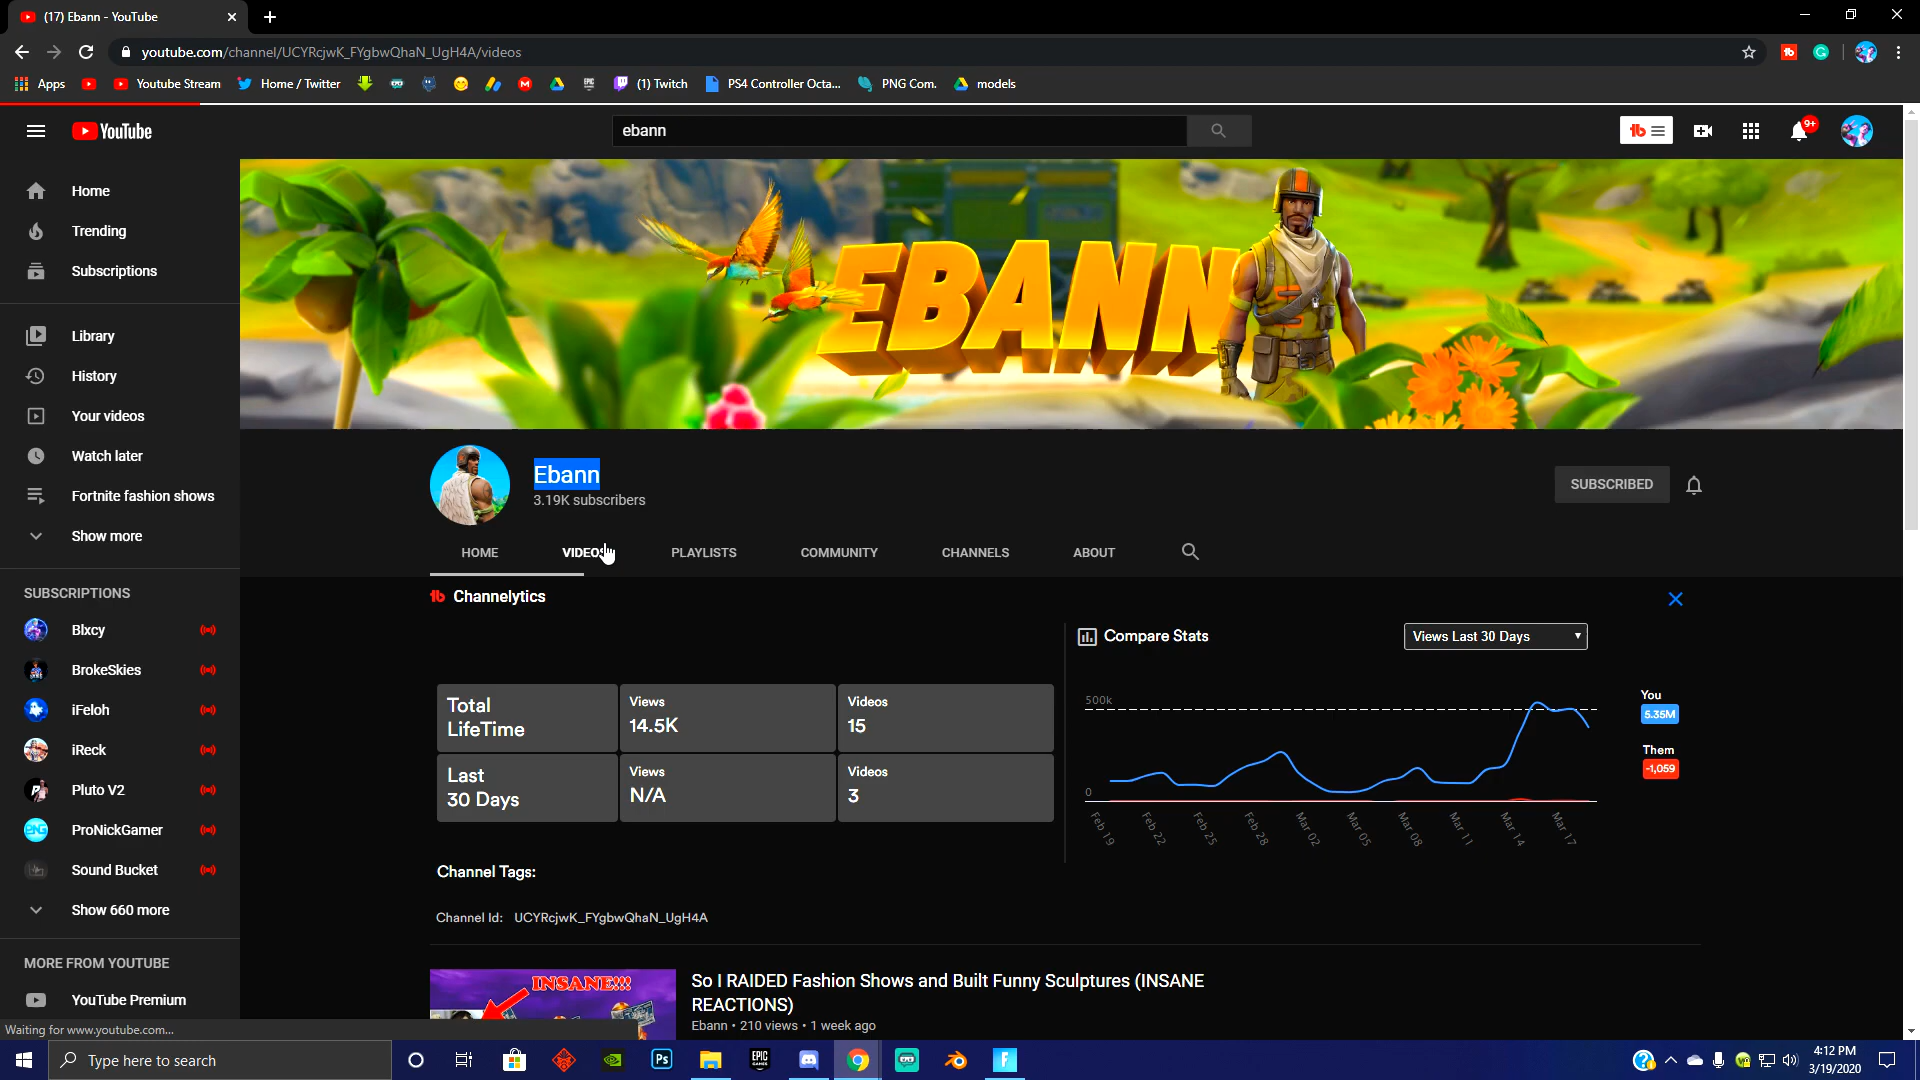 (17) Ebann - YouTube
youtube.com/channel/UCYRcjwK_FYgbwQhaN_UgH4A/videos
Apps
Youtube Stream
Home / Twitter
(1) Twitch
PS4 Controller Octa...
PNG Com.
models
YouTube
ebann
9+
Home
Trending
Subscriptions
Library
History
Your videos
Watch later
Fortnite fashion shows
Show more
SUBSCRIPTIONS
Blxcy
BrokeSkies
iFeloh
iReck
Pluto V2
ProNickGamer
Sound Bucket
Show 660 more
MORE FROM YOUTUBE
YouTube Premium
EBANN
Ebann
3.19K subscribers
SUBSCRIBED
HOME
VIDEOS
PLAYLISTS
COMMUNITY
CHANNELS
ABOUT
Channelytics
Total
LifeTime
Views
14.5K
Videos
15
Last
30 Days
Views
N/A
Videos
3
Compare Stats
Views Last 30 Days
500k
0
Feb 19
Feb 22
Feb 25
Feb 28
Mar 02
Mar 05
Mar 08
Mar 11
Mar 14
Mar 17
You
5.35M
Them
-1,059
Channel Tags:
Channel Id: UCYRcjwK_FYgbwQhaN_UgH4A
INSANE!!!
So I RAIDED Fashion Shows and Built Funny Sculptures (INSANE
REACTIONS)
Ebann • 210 views • 1 week ago
Waiting for www.youtube.com...
Type here to search
Ps
EPIC
GAMES
4:12 PM
3/19/2020